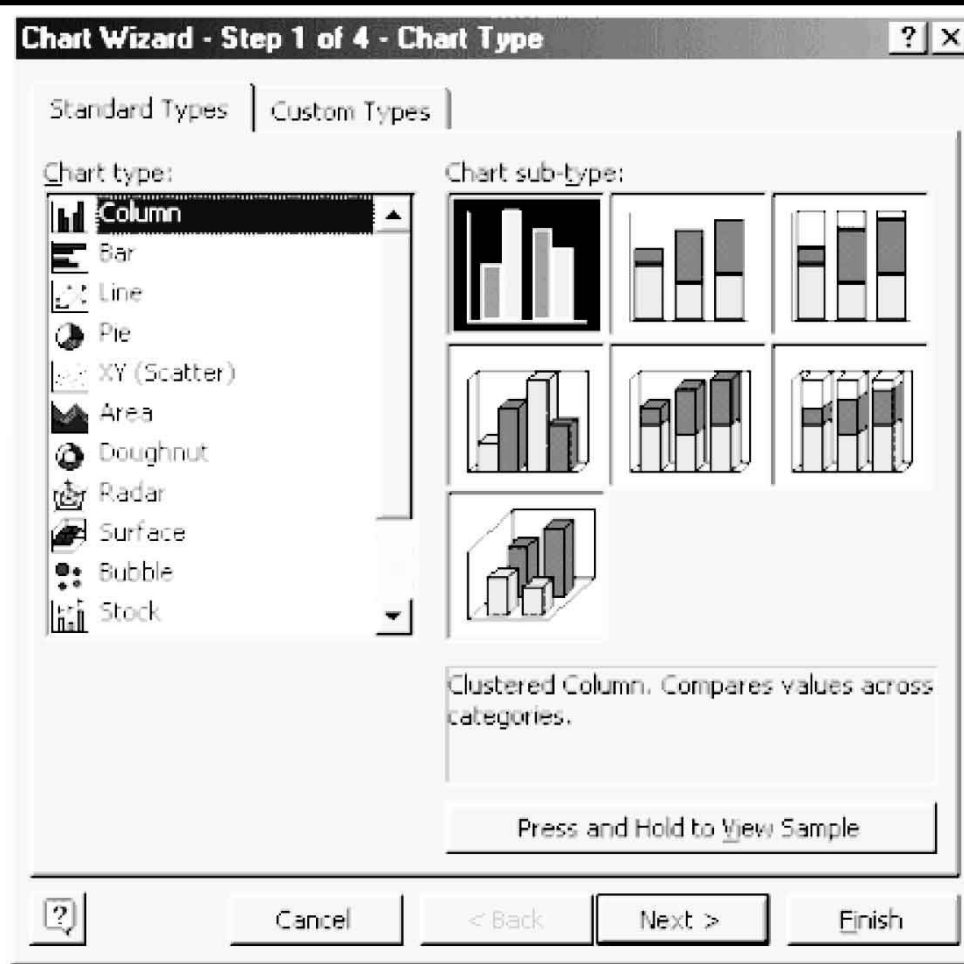 Chart Wizard - Step 1 of 4 - Chart Type
Standard Types
Custom Types
Chart type:
Column
Bar
Line
Pie
XY (Scatter)
Area
Doughnut
Radar
Surface
Bubble
Stock
Chart sub-type:
Clustered Column. Compares values across
categories.
Press and Hold to View Sample
Cancel
< Back
Next >
Finish